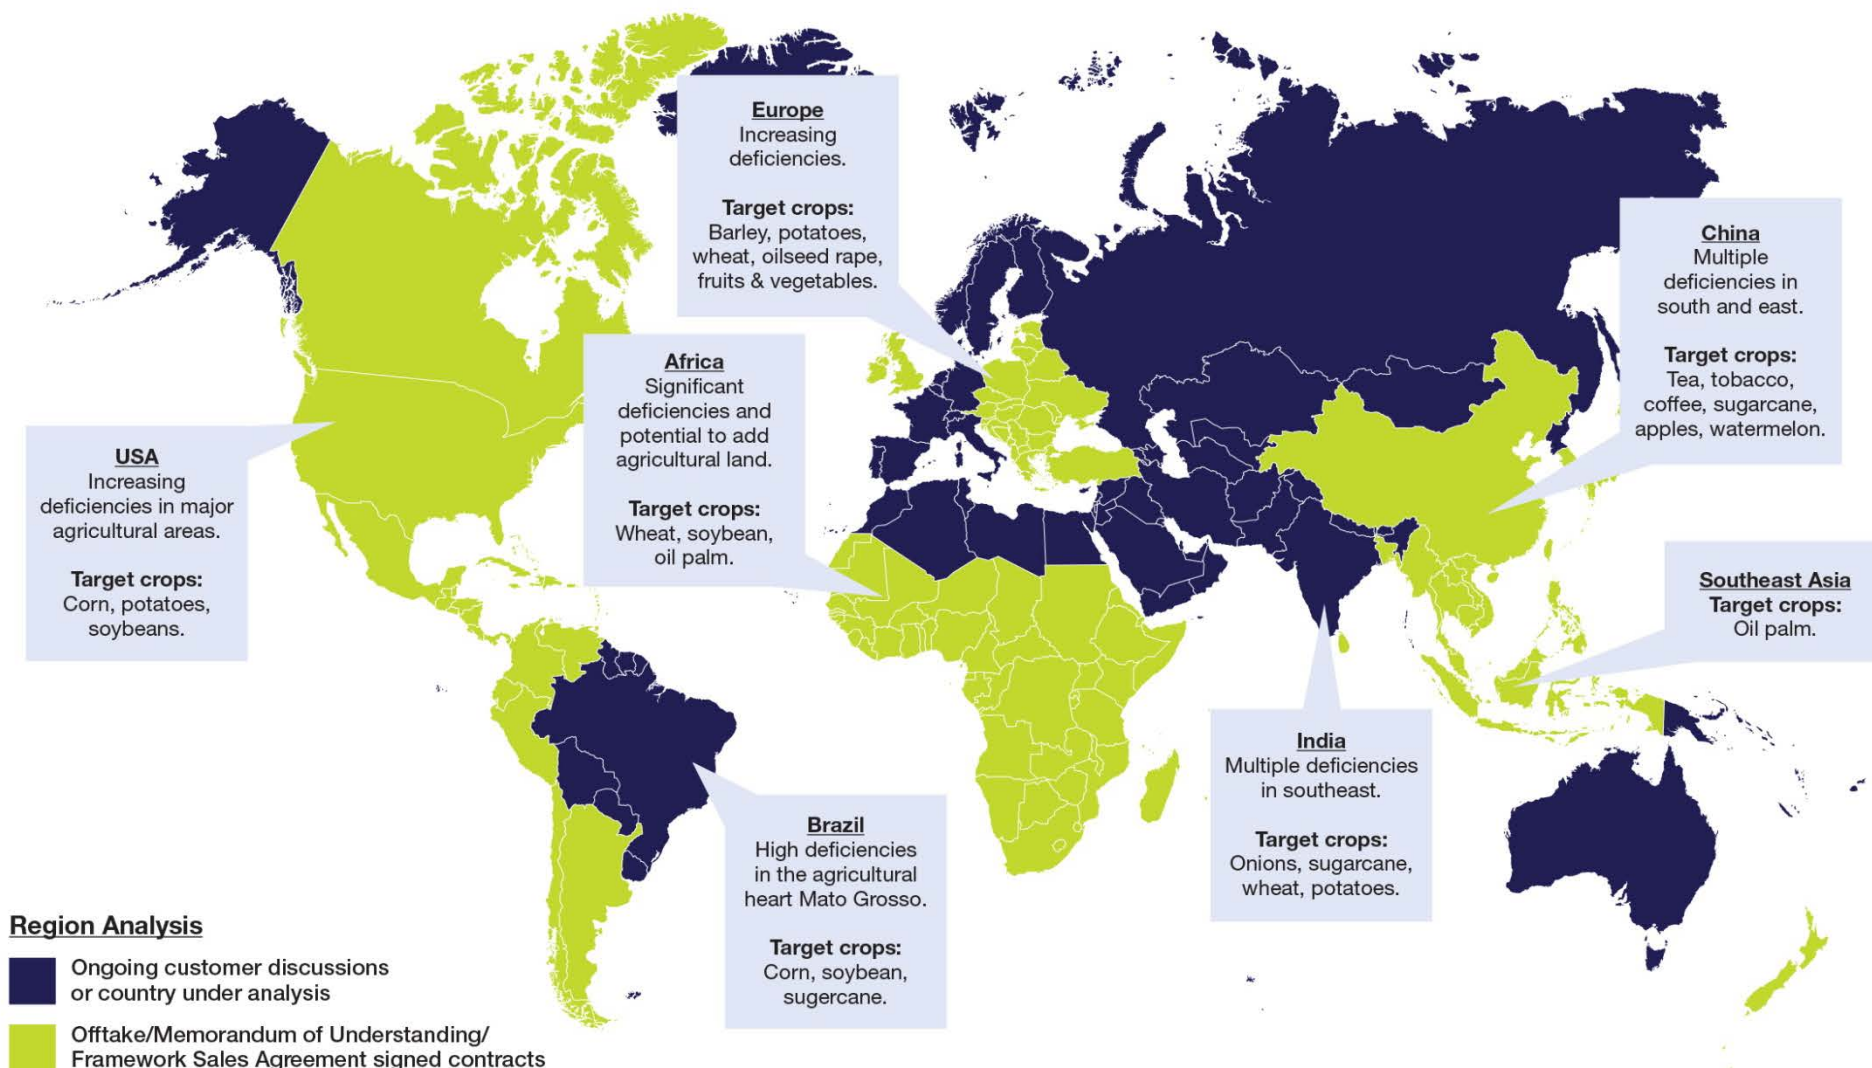 Europe
Increasing
deficiencies.
Target crops:
Barley, potatoes,
wheat, oilseed rape,
fruits & vegetables.
China
Multiple
deficiencies in
south and east.
Target crops:
Tea, tobacco,
coffee, sugarcane,
apples, watermelon.
Africa
Significant
deficiencies and
potential to add
agricultural land.
Target crops:
Wheat, soybean,
oil palm.
USA
Increasing
deficiencies in major
agricultural areas.
Target crops:
Corn, potatoes,
soybeans.
Southeast Asia
Target crops:
Oil palm.
India
Multiple deficiencies
in southeast.
Target crops:
Onions, sugarcane,
wheat, potatoes.
Brazil
High deficiencies
in the agricultural
heart Mato Grosso.
Target crops:
Corn, soybean,
sugercane.
Region Analysis
Ongoing customer discussions
or country under analysis
Offtake/Memorandum of Understanding/
Framework Sales Agreement signed contracts